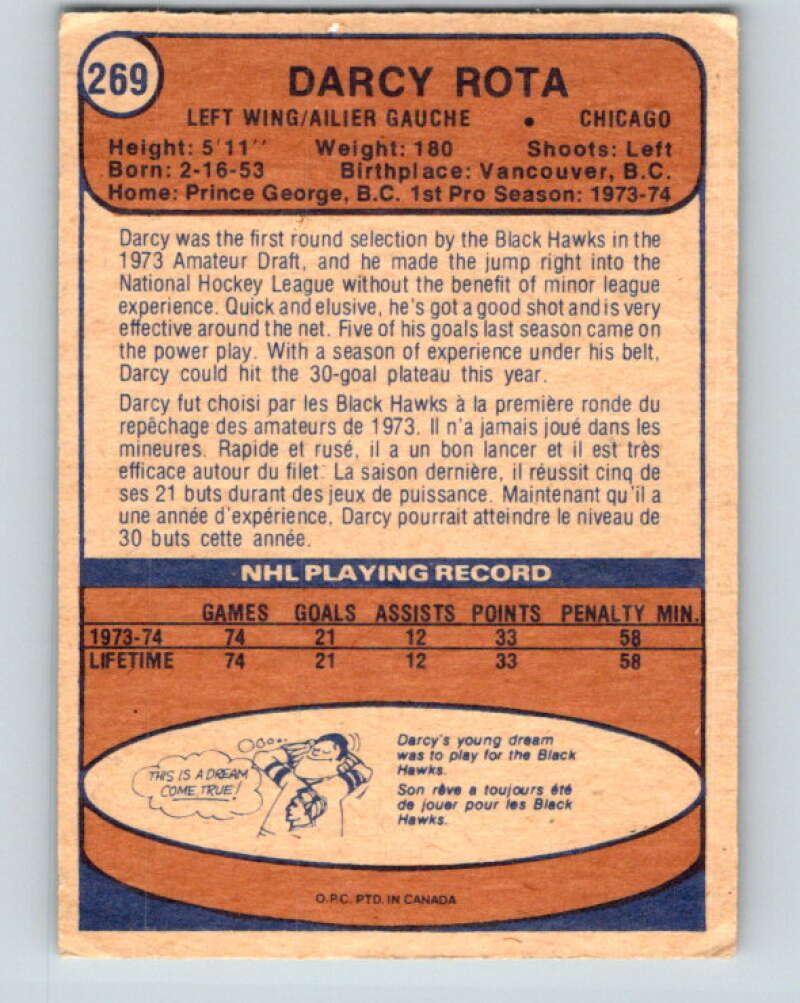 269
DARCY ROTA
LEFT WING/AILIER GAUCHE • CHICAGO
Height: 5'11" Weight: 180 Shoots: Left
Born: 2-16-53 Birthplace: Vancouver, B.C.
Home: Prince George, B.C. 1st Pro Season: 1973-74
Darcy was the first round selection by the Black Hawks in the
1973 Amateur Draft, and he made the jump right into the
National Hockey League without the benefit of minor league
experience. Quick and elusive, he's got a good shot and is very
effective around the net. Five of his goals last season came on
the power play. With a season of experience under his belt,
Darcy could hit the 30-goal plateau this year.
Darcy fut choisi par les Black Hawks à la première ronde du
repêchage des amateurs de 1973. Il n'a jamais joué dans les
mineures. Rapide et rusé, il a un bon lancer et il est très
efficace autour du filet. La saison dernière, il réussit cinq de
ses 21 buts durant des jeux de puissance. Maintenant qu'il a
une année d'expérience, Darcy pourrait atteindre le niveau de
30 buts cette année.
NHL PLAYING RECORD
GAMES GOALS ASSISTS POINTS PENALTY MIN.
1973-74 74 21 12 33 58
LIFETIME 74 21 12 33 58
THIS IS A DREAM
COME TRUE!
Darcy's young dream
was to play for the Black
Hawks.
Son rêve a toujours été
de jouer pour les Black
Hawks.
O.P.C. PTD. IN CANADA